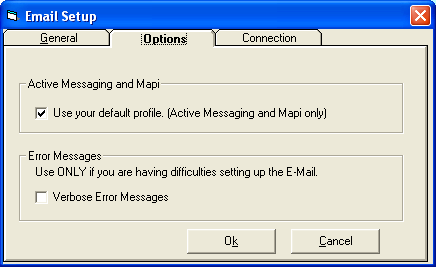 Email Setup
General Options Connection
Active Messaging and Mapi
Use your default profile. (Active Messaging and Mapi only)
Error Messages
Use ONLY if you are having difficulties setting up the E-Mail.
Verbose Error Messages
Ok Cancel